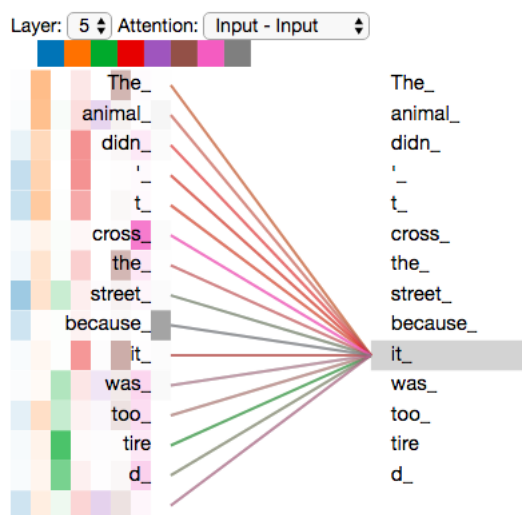 Layer: 5 Attention: Input - Input
The_ The_
animal_ animal_
didn_ didn_
'_ '_
t_ t_
cross_ cross_
the_ the_
street_ street_
because_ because_
it_ it_
was_ was_
too_ too_
tire tire
d_ d_